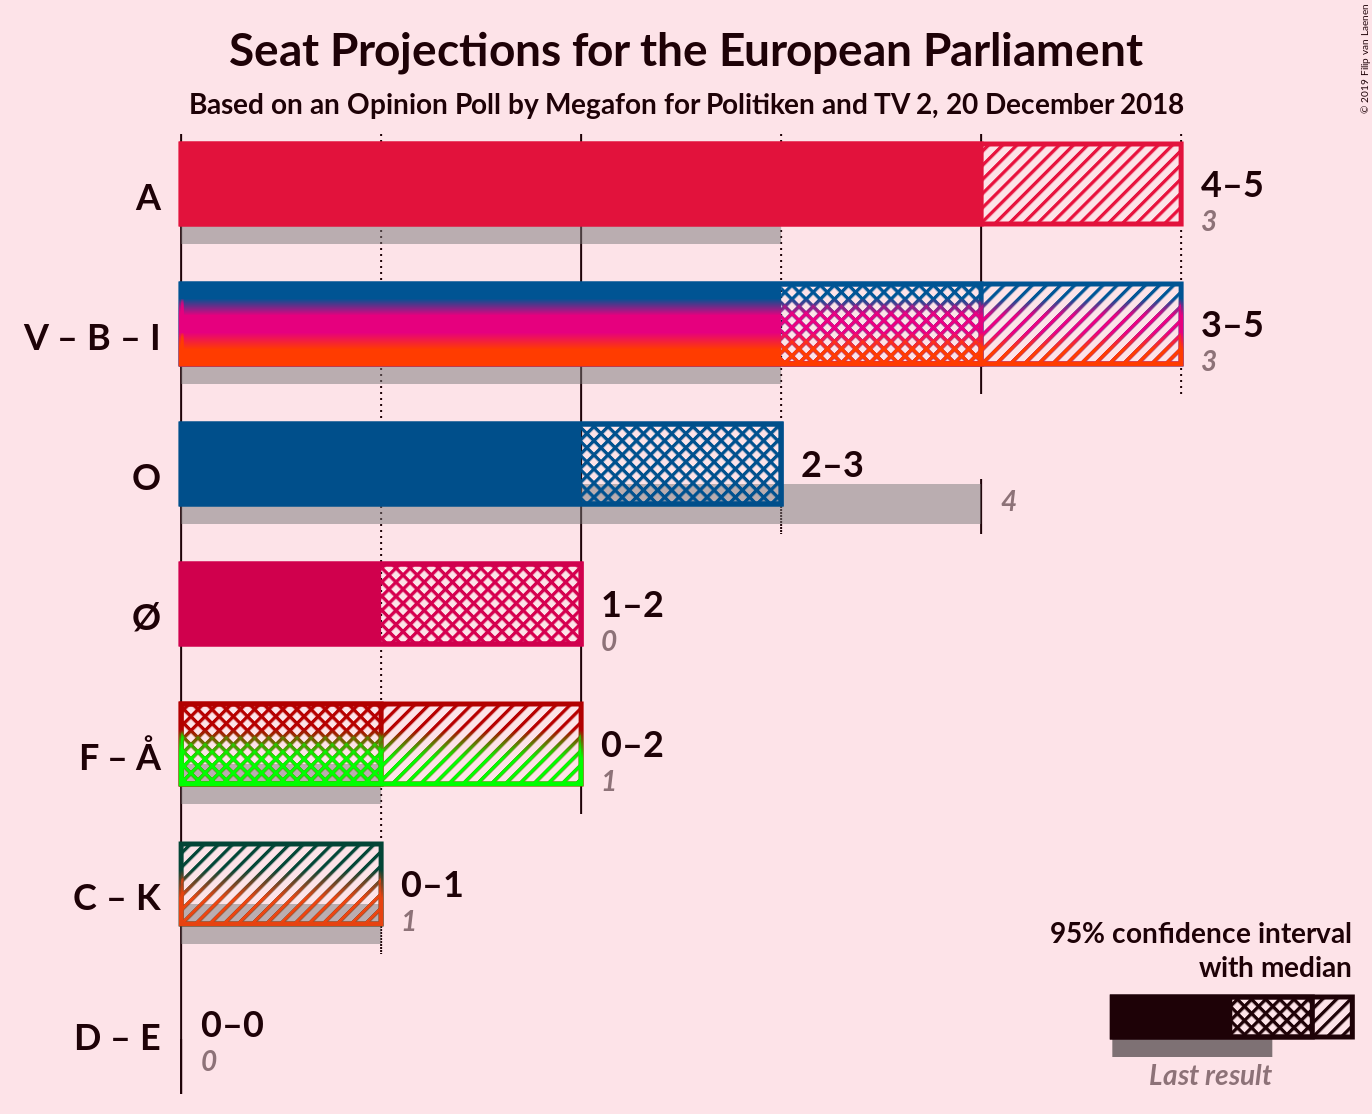 Seat Projections for the European Parliament
Based on an Opinion Poll by Megafon for Politiken and TV 2, 20 December 2018
© 2019 Filip van Laenen
A
4–5
3
V – B – I
3–5
3
O
2–3
4
Ø
1–2
0
F – Å
0–2
1
C – K
0–1
1
D – E
0–0
0
95% confidence interval
with median
Last result